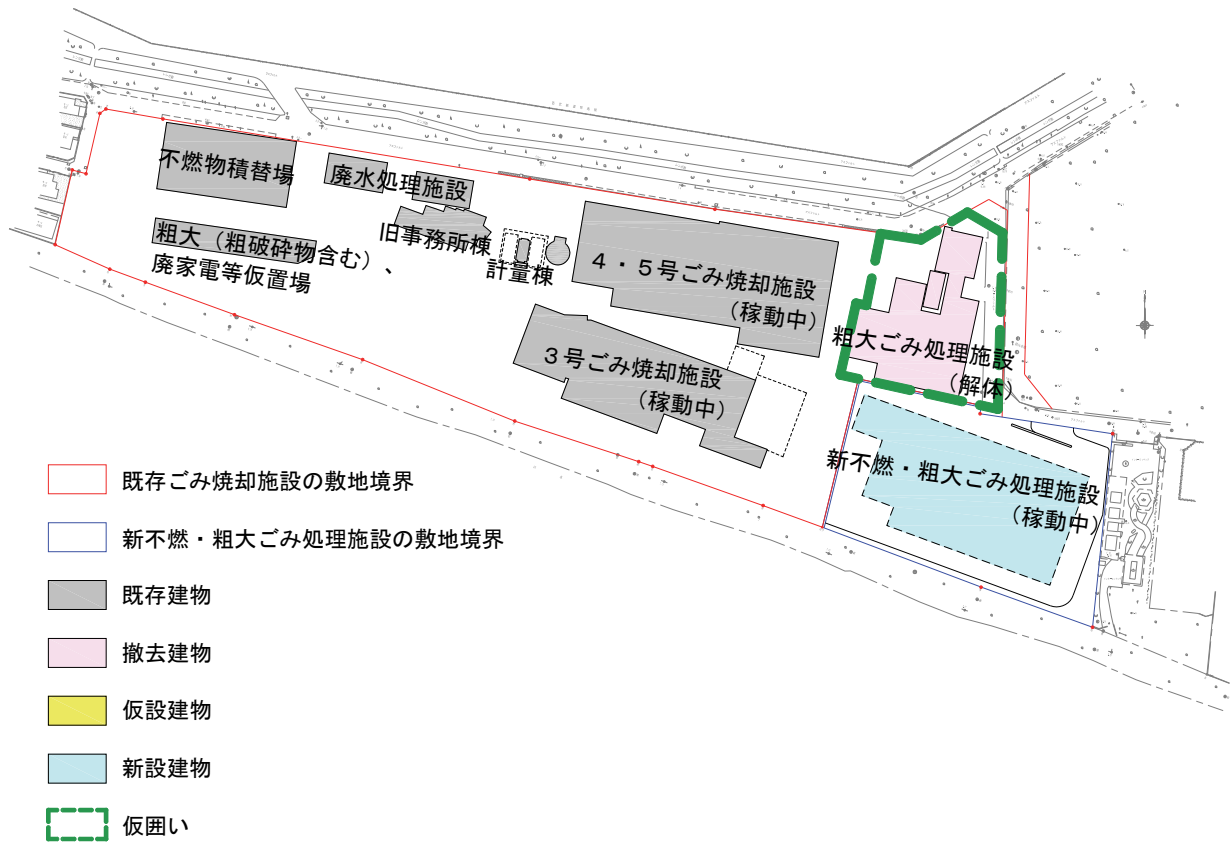 不燃物積替場
廃水処理施設
旧事務所棟
粗大（粗破砕物含む）、
廃家電等仮置場
計量棟
４・５号ごみ焼却施設
（稼動中）
３号ごみ焼却施設
（稼動中）
粗大ごみ処理施設
（解体）
新不燃・粗大ごみ処理施設
（稼動中）
既存ごみ焼却施設の敷地境界
新不燃・粗大ごみ処理施設の敷地境界
既存建物
撤去建物
仮設建物
新設建物
仮囲い